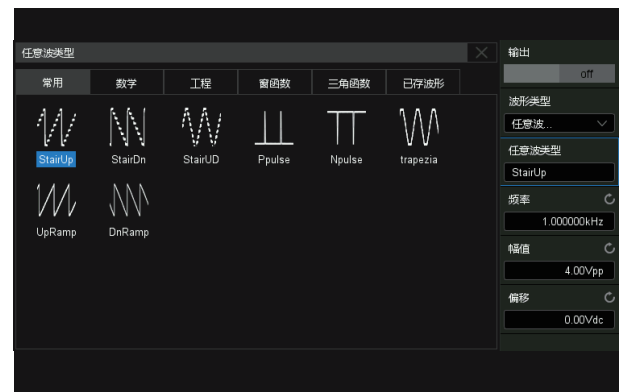 任意波类型
常用 数学 工程 窗函数 三角函数 已存波形
StairUp StairDn StairUD Ppulse Npulse trapezia
UpRamp DnRamp
输出
off
波形类型
任意波...
任意波类型
StairUp
频率
1.000000kHz
幅值
4.00Vpp
偏移
0.00Vdc